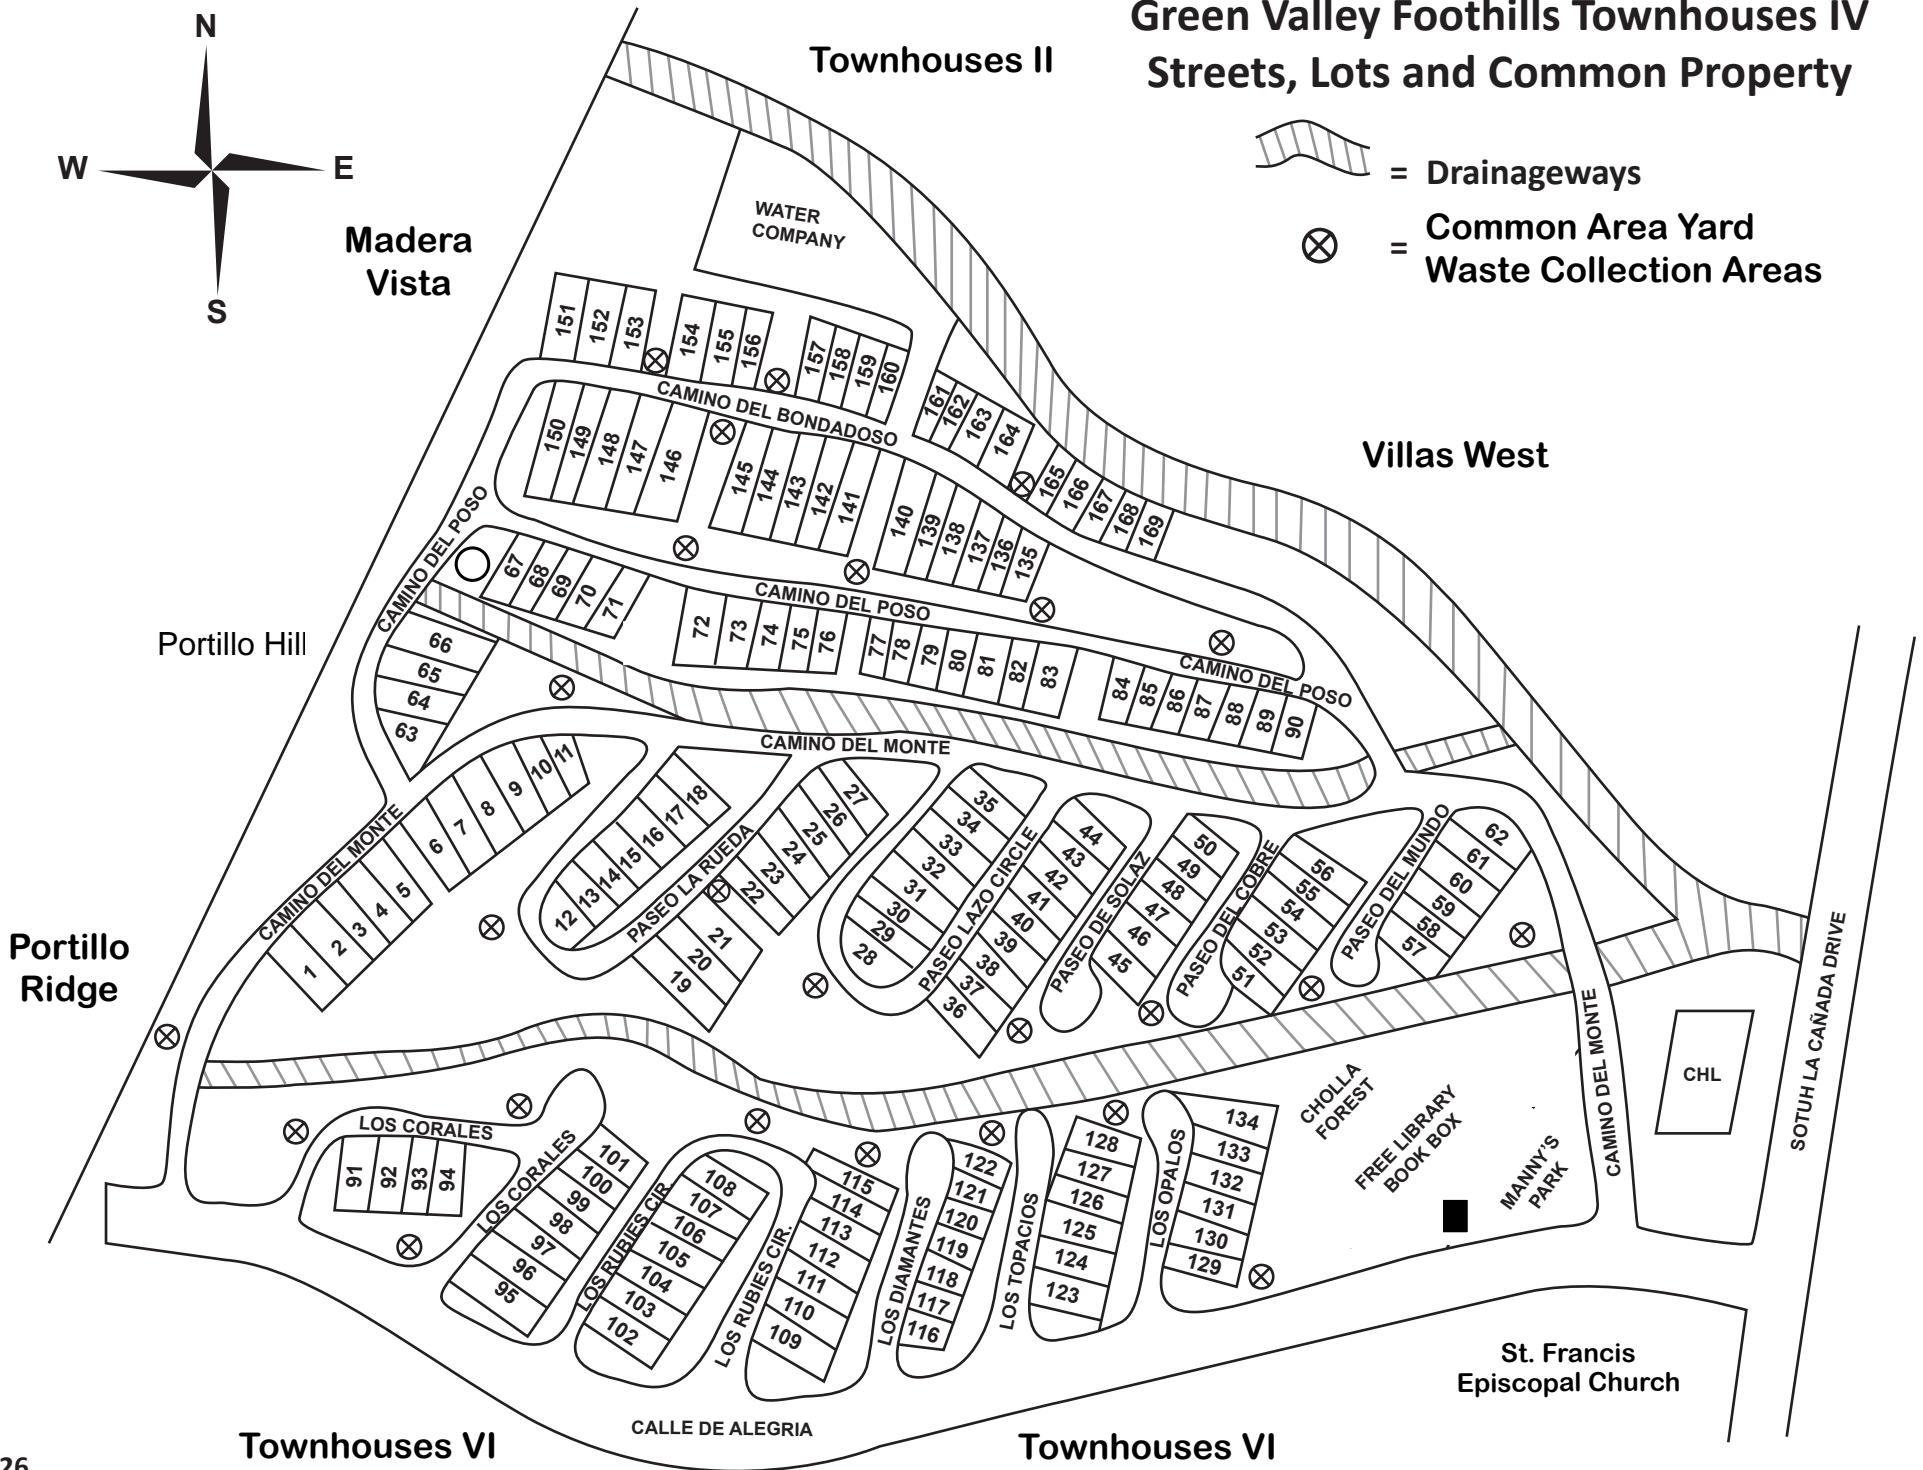 Green Valley Foothills Townhouses IV
Streets, Lots and Common Property
N
W
E
S
Townhouses II
= Drainageways
= Common Area Yard
Waste Collection Areas
Madera
Vista
WATER
COMPANY
151 152 153 154 155 156 157 158 159 160
161 162 163 164 165 166 167 168 169
CAMINO DEL BONDADOSO
Villas West
150 149 148 147 146 145 144 143 142 141 140 139 138 137 136 135
CAMINO DEL POSO
67 68 69 70 71
CAMINO DEL POSO
72 73 74 75 76 77 78 79 80 81 82 83 84 85 86 87 88 89 90
CAMINO DEL POSO
Portillo Hill
66
65
64
63
CAMINO DEL MONTE
CAMINO DEL MONTE
1 2 3 4 5 6 7 8 9 10 11
12 13 14 15 16 17 18
PASEO LA RUEDA
19 20 21 22 23 24 25 26 27
35
34
33
32
31
30
29
28
PASEO LAZO CIRCLE
44
43
42
41
40
39
38
37
36
PASEO DE SOLAZ
50
49
48
47
46
45
PASEO DEL COBRE
56
55
54
53
52
51
PASEO DEL MUNDO
62
61
60
59
58
57
Portillo
Ridge
CAMINO DEL MONTE
CHL
SOTUH LA CAÑADA DRIVE
LOS CORALES
91 92 93 94
LOS CORALES
101
100
99
98
97
96
95
LOS RUBIES CIR
108
107
106
105
104
103
102
LOS RUBIES CIR.
115
114
113
112
111
110
109
LOS DIAMANTES
122
121
120
119
118
117
116
LOS TOPACIOS
128
127
126
125
124
123
LOS OPALOS
134
133
132
131
130
129
CHOLLA
FOREST
FREE LIBRARY
BOOK BOX
MANNY'S
PARK
St. Francis
Episcopal Church
CALLE DE ALEGRIA
Townhouses VI
Townhouses VI
26